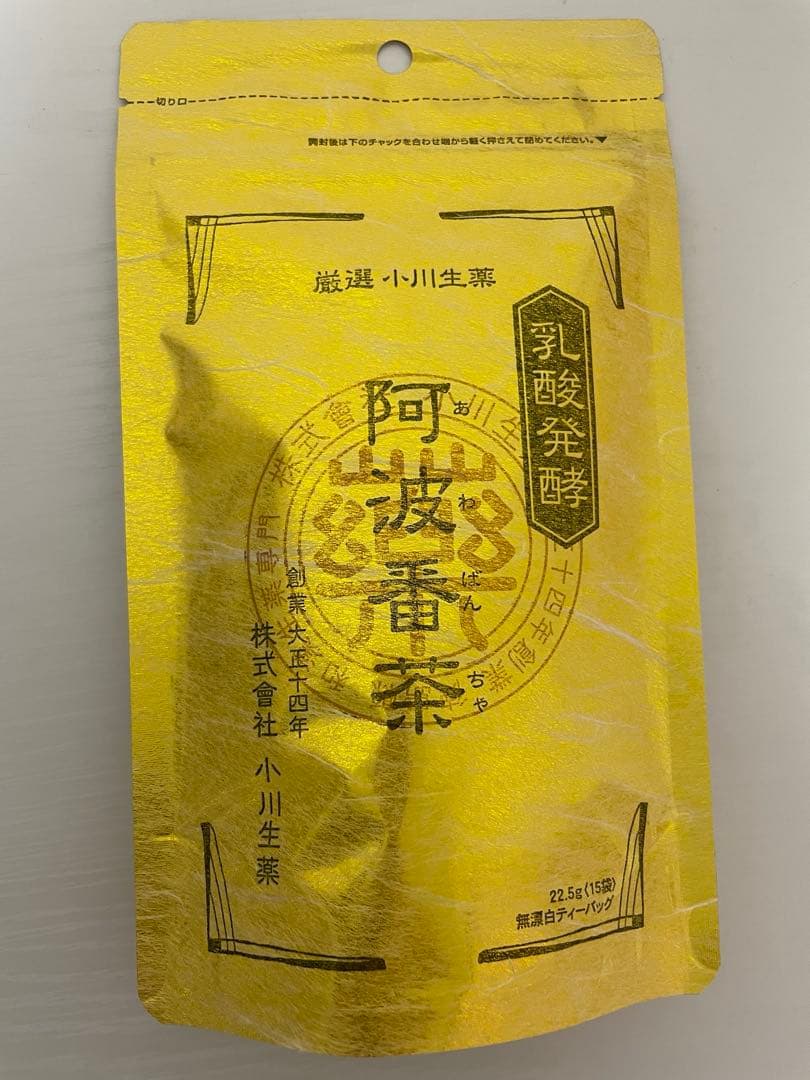 切り口
開封後は下のチャックを合わせ端から軽く押さえて詰めてください。▼
厳選 小川生薬
乳酸発酵
阿波番茶
あわばんぢゃ
創業大正十四年
株式會社 小川生薬
22.5g(15袋)
無漂白ティーバッグ